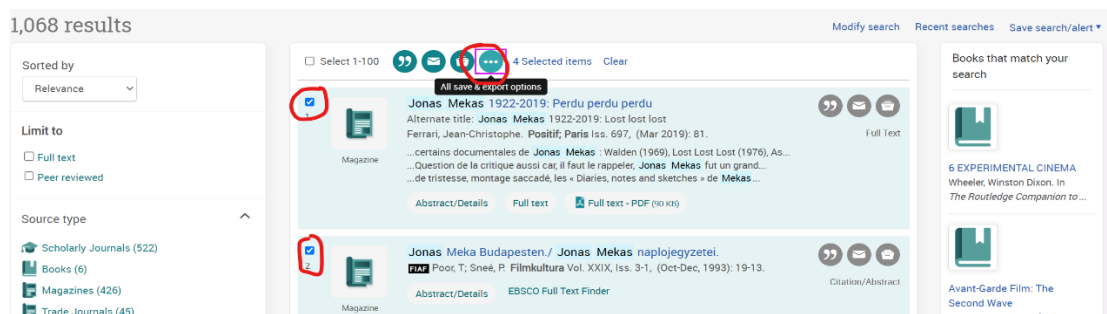 1,068 results
Modify search Recent searches Save search/alert
Sorted by
Relevance
Limit to
Full text
Peer reviewed
Source type
Scholarly Journals (522)
Books (6)
Magazines (426)
Trade Journals (45)
Select 1-100 4 Selected items Clear
All save & export options
1
Magazine
Jonas Mekas 1922-2019: Perdu perdu perdu
Alternate title: Jonas Mekas 1922-2019: Lost lost lost
Ferrari, Jean-Christophe. Positif; Paris Iss. 697, (Mar 2019): 81.
Full Text
...certains documentales de Jonas Mekas : Walden (1969), Lost Lost Lost (1976), As...
...Question de la critique aussi car, il faut le rappeler, Jonas Mekas fut un grand...
...de tristesse, montage saccadé, les « Diaries, notes and sketches » de Mekas...
Abstract/Details Full text Full text - PDF (90 KB)
2
Magazine
Jonas Meka Budapesten./ Jonas Mekas naplojegyzetei.
FIAF Poor, T; Sneé, P. Filmkultura Vol. XXIX, Iss. 3-1, (Oct-Dec, 1993): 19-13.
Citation/Abstract
Abstract/Details EBSCO Full Text Finder
Books that match your
search
6 EXPERIMENTAL CINEMA
Wheeler, Winston Dixon. In
The Routledge Companion to ...
Avant-Garde Film: The
Second Wave